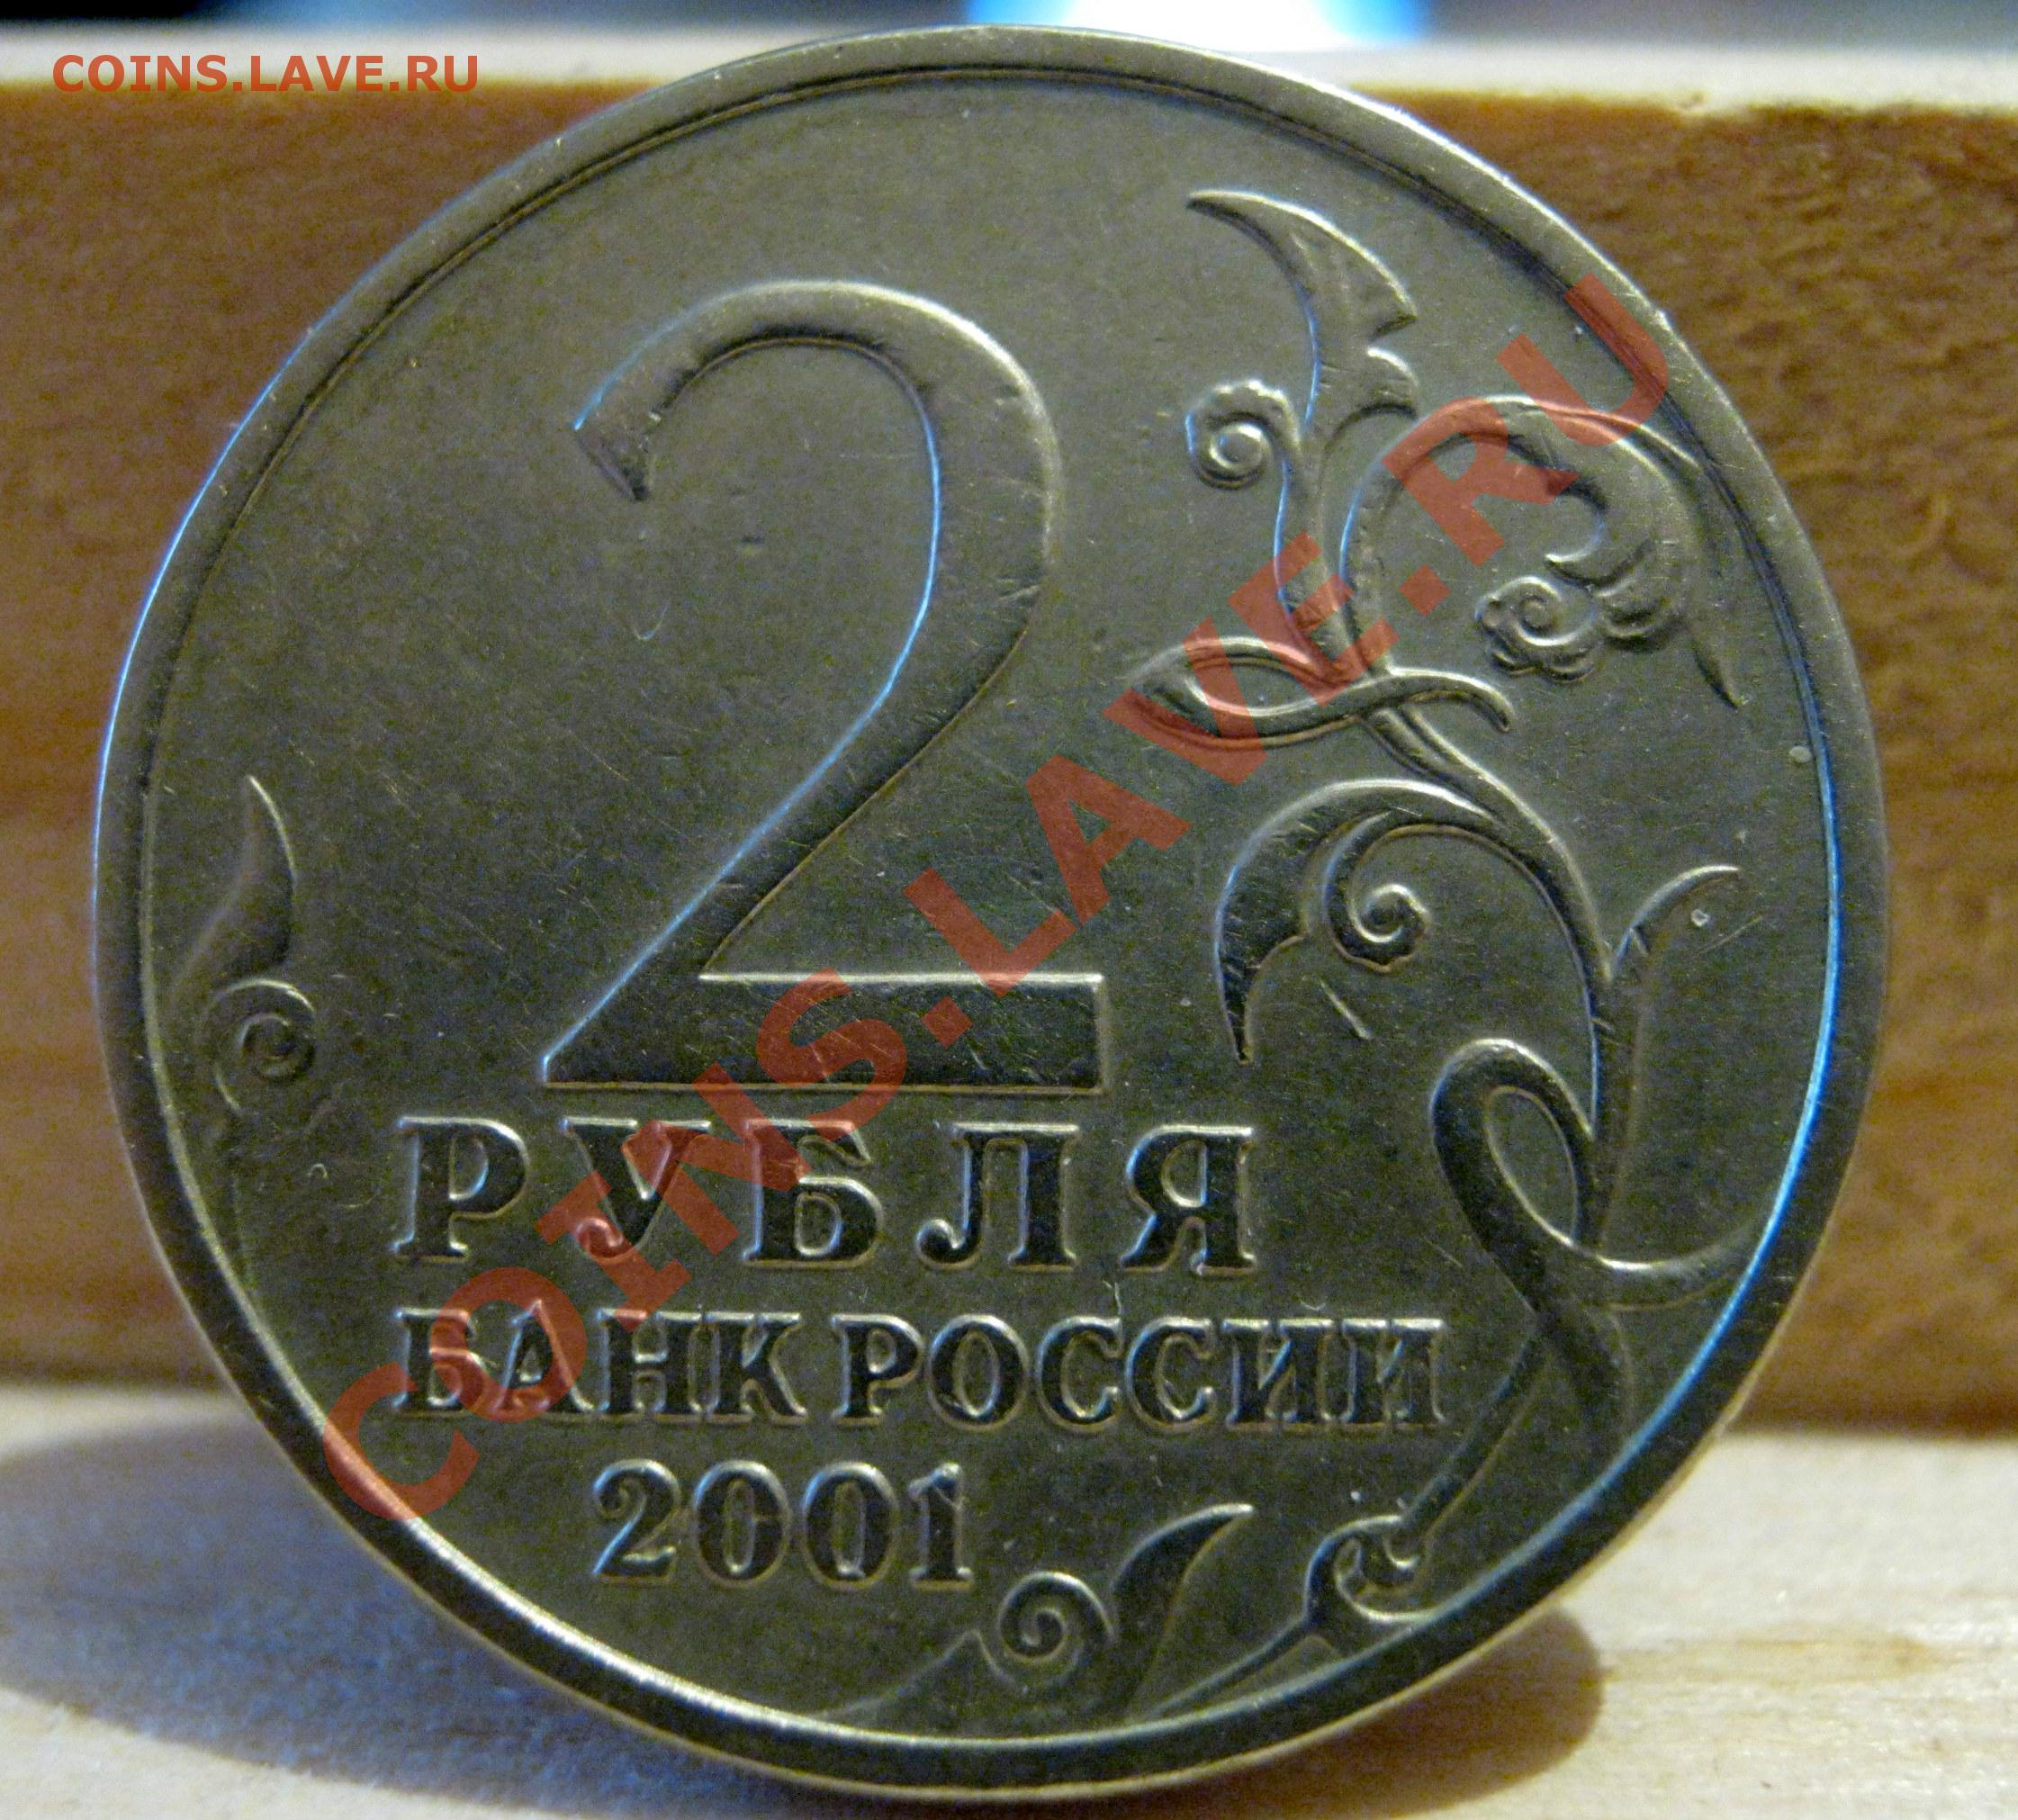 COINS.LAVE.RU
2
РУБЛЯ
БАНК РОССИИ
2001
COINS.LAVE.RU